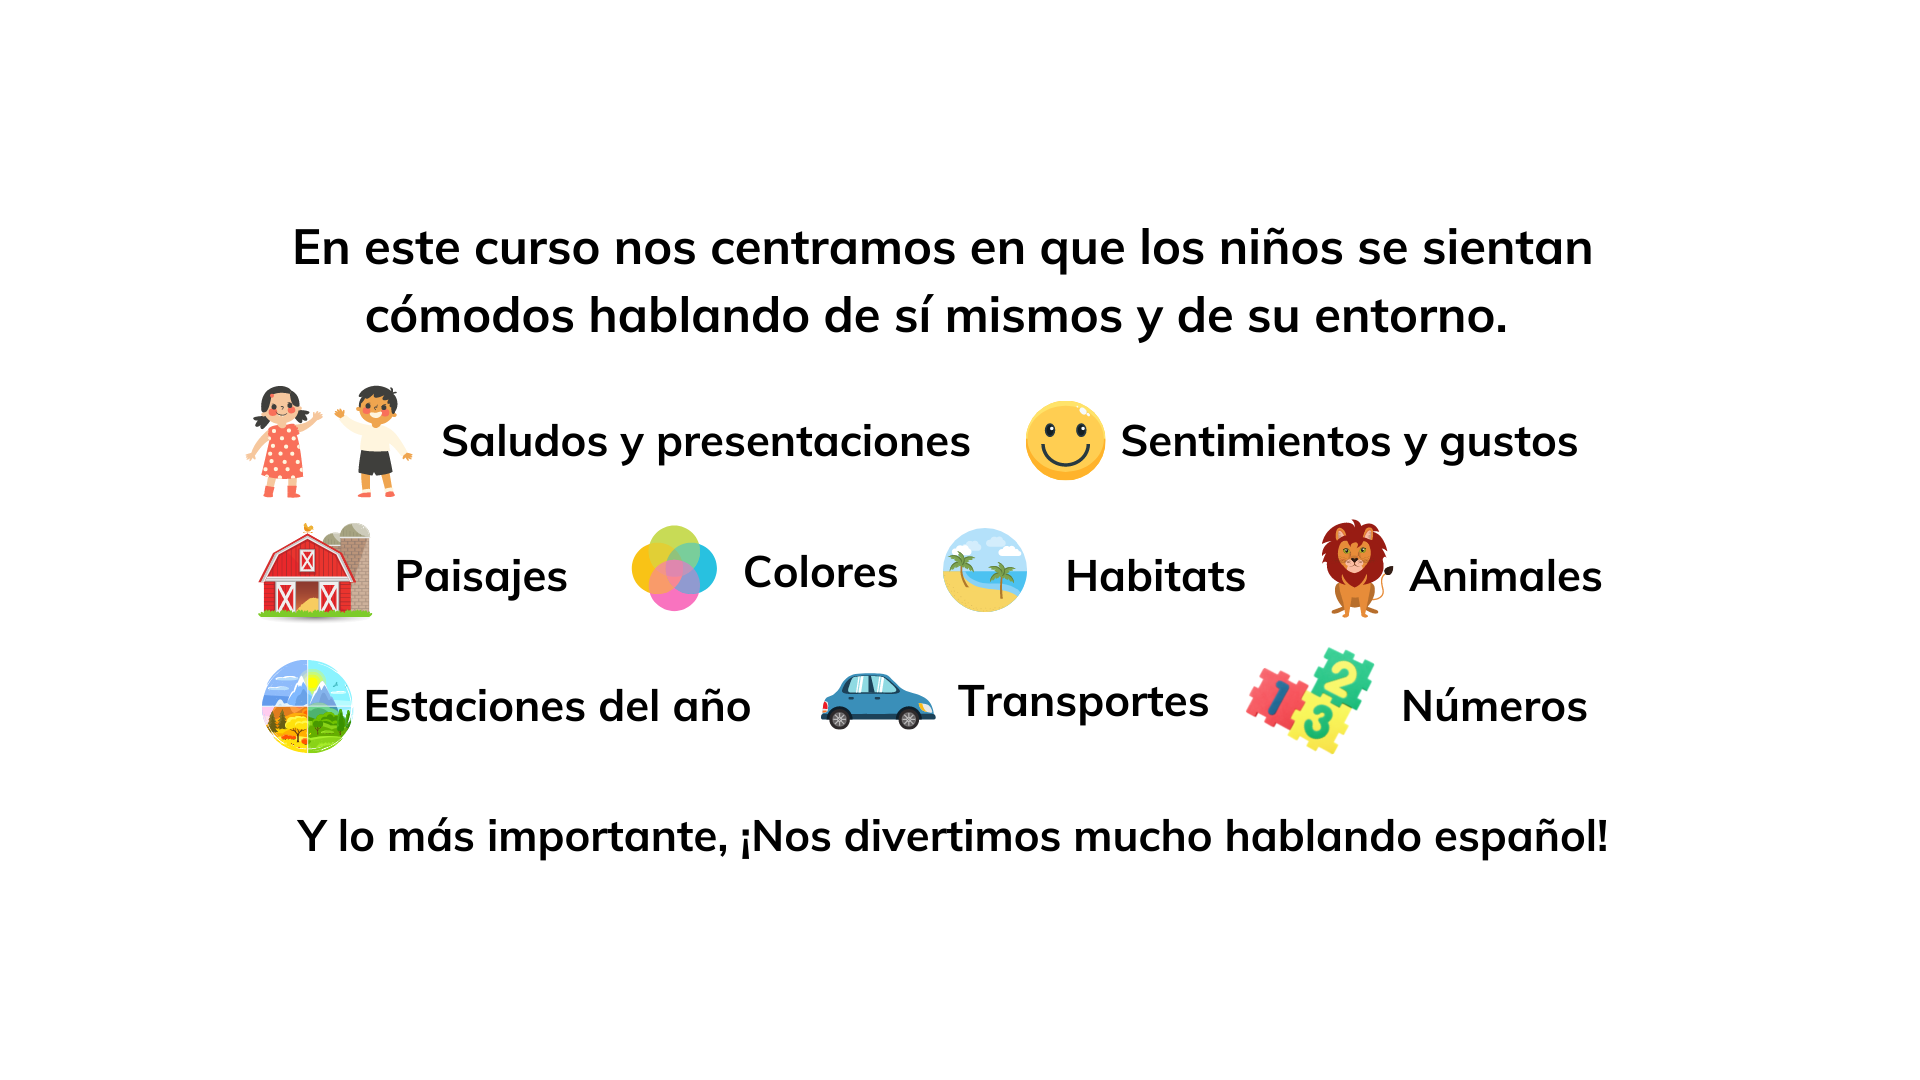 En este curso nos centramos en que los niños se sientan
cómodos hablando de sí mismos y de su entorno.
Saludos y presentaciones
Sentimientos y gustos
Paisajes
Colores
Habitats
Animales
Estaciones del año
Transportes
1
2
3
Números
Y lo más importante, ¡Nos divertimos mucho hablando español!